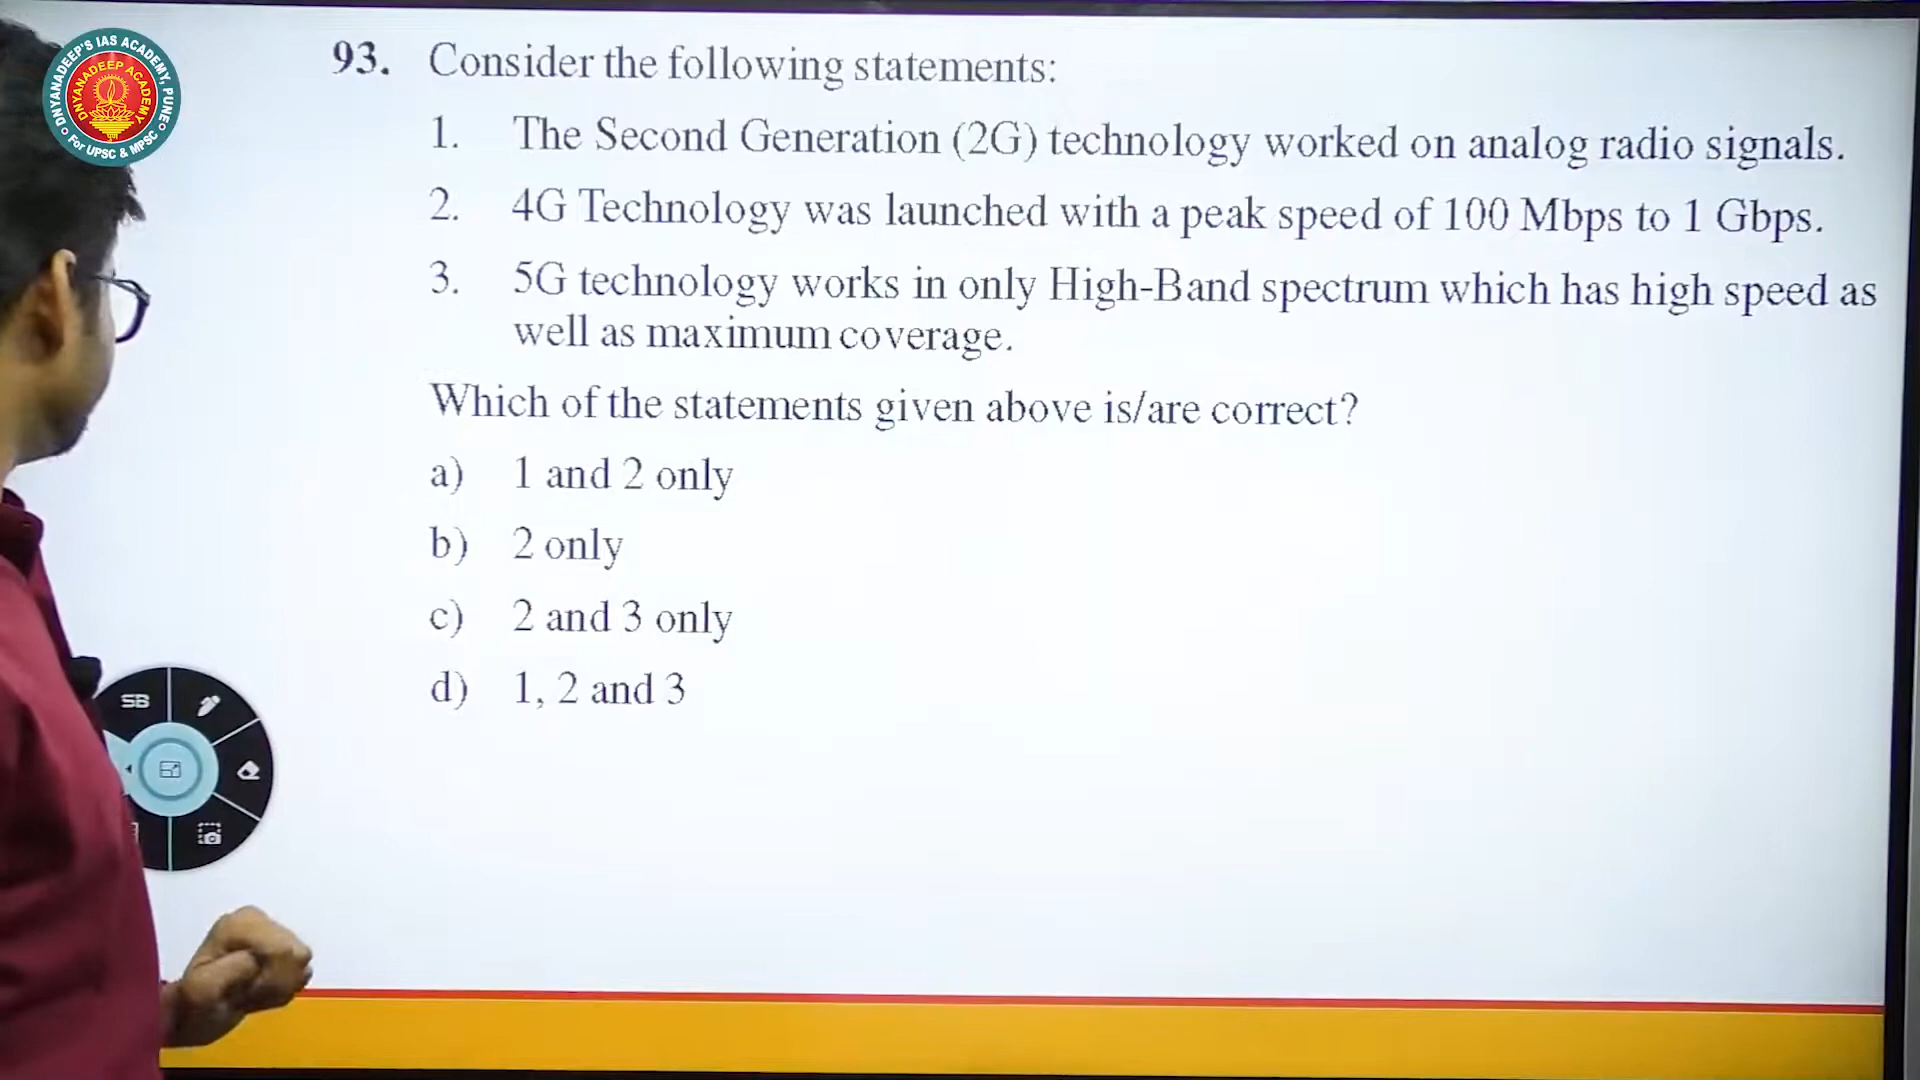 DNYANADEEP'S IAS ACADEMY, PUNE
DNYANADEEP ACADEMY
For UPSC & MPSC
93. Consider the following statements:
1. The Second Generation (2G) technology worked on analog radio signals.
2. 4G Technology was launched with a peak speed of 100 Mbps to 1 Gbps.
3. 5G technology works in only High-Band spectrum which has high speed as
well as maximum coverage.
Which of the statements given above is/are correct?
a) 1 and 2 only
b) 2 only
c) 2 and 3 only
d) 1, 2 and 3
SB